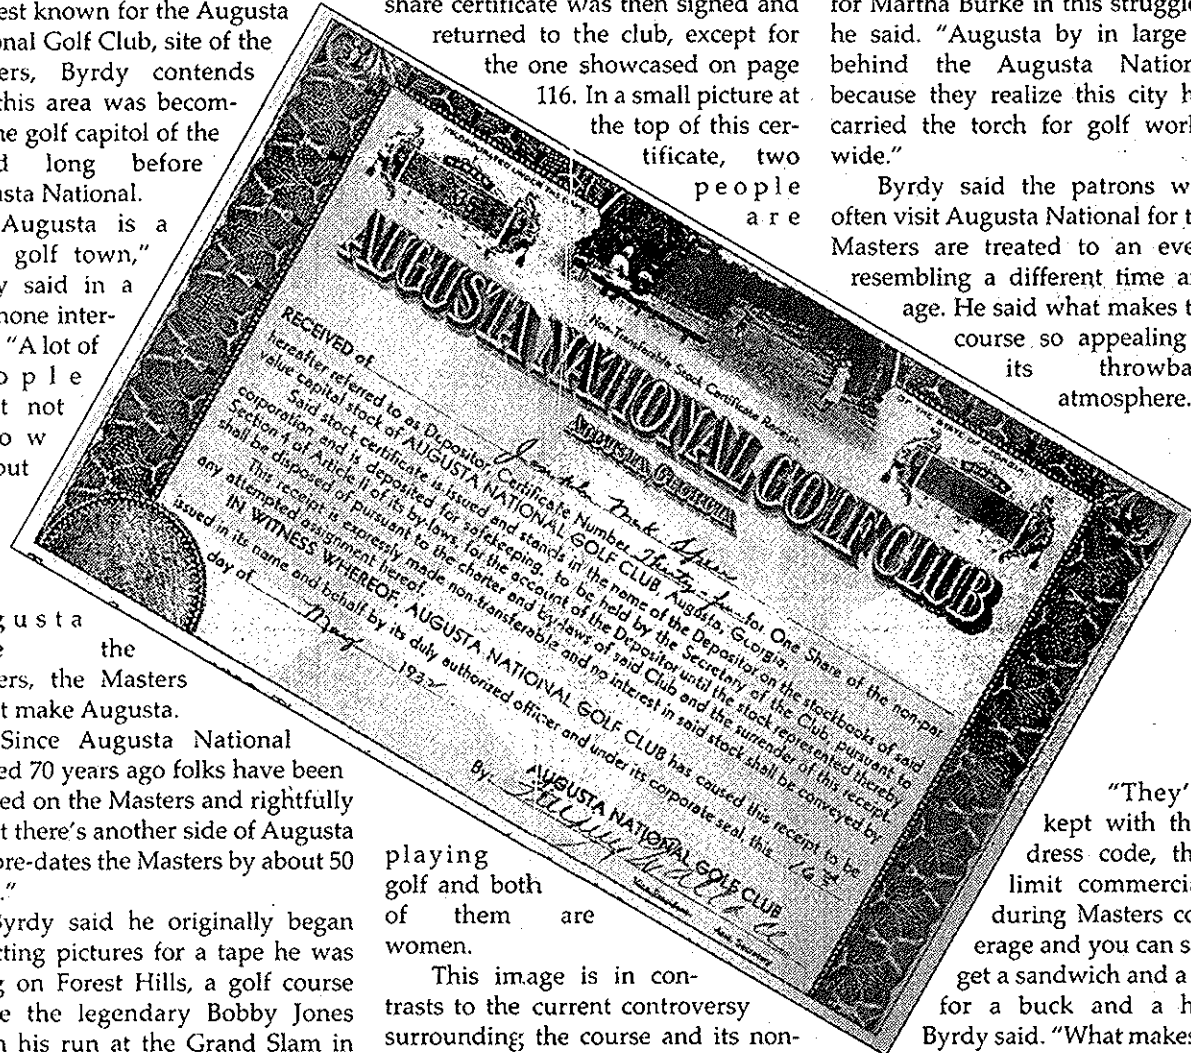 est known for the Augusta
onal Golf Club, site of the
ers, Byrdy contends
this area was becom-
ne golf capitol of the
d long before
usta National.
Augusta is a
golf town,"
y said in a
hone inter-
"A lot of
o p l e
t not
o w
out
g u s t a
e the
ers, the Masters
t make Augusta.
Since Augusta National
ed 70 years ago folks have been
ed on the Masters and rightfully
t there's another side of Augusta
pre-dates the Masters by about 50
."
Byrdy said he originally began
cting pictures for a tape he was
g on Forest Hills, a golf course
e the legendary Bobby Jones
n his run at the Grand Slam in
share certificate was then signed and
returned to the club, except for
the one showcased on page
116. In a small picture at
the top of this cer-
tificate, two
p e o p l e
a r e
INCORPORATED UNDER THE LAWS
OF THE STATE OF GEORGIA
AUGUSTA NATIONAL GOLF CLUB
Non-Transferable Stock Certificate Receipt
AUGUSTA, GEORGIA
RECEIVED of
hereafter referred to as Depositor, Certificate Number Thirty- for One Share of the non-par
value capital stock of AUGUSTA NATIONAL GOLF CLUB, Augusta, Georgia.
Said stock certificate is issued and stands in the name of the Depositor on the stockbooks of said
corporation and is deposited for safekeeping, to be held by the Secretary of the Club, pursuant to
Section 4 of Article II of its by-laws, for the account of the Depositor until the stock represented thereby
shall be disposed of pursuant to the charter and by-laws of said Club and the surrender of this receipt.
This receipt is expressly made non-transferable and no interest in said stock shall be conveyed by
any attempted assignment hereof.
IN WITNESS WHEREOF, AUGUSTA NATIONAL GOLF CLUB has caused this receipt to be
issued in its name and behalf by its duly authorized officer and under its corporate seal, this 16
day of May 193
AUGUSTA NATIONAL GOLF CLUB
By:
Asst. Secretary
playing
golf and both
of them are
women.
This image is in con-
trasts to the current controversy
surrounding the course and its non-
for Martha Burke in this struggle
he said. "Augusta by in large
behind the Augusta Nation
because they realize this city h
carried the torch for golf worl
wide."
Byrdy said the patrons w
often visit Augusta National for t
Masters are treated to an eve
resembling a different time a
age. He said what makes t
course so appealing
its throwba
atmosphere.
"They'
kept with th
dress code, th
limit commerci
during Masters co
erage and you can s
get a sandwich and a
for a buck and a h
Byrdy said. "What makes